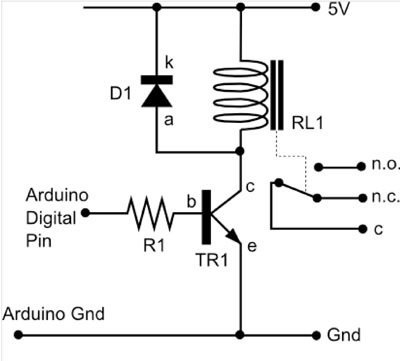 5V
k
D1
a
RL1
n.o.
c
Arduino
Digital
Pin
b
n.c.
R1
TR1
e
c
Arduino Gnd
Gnd